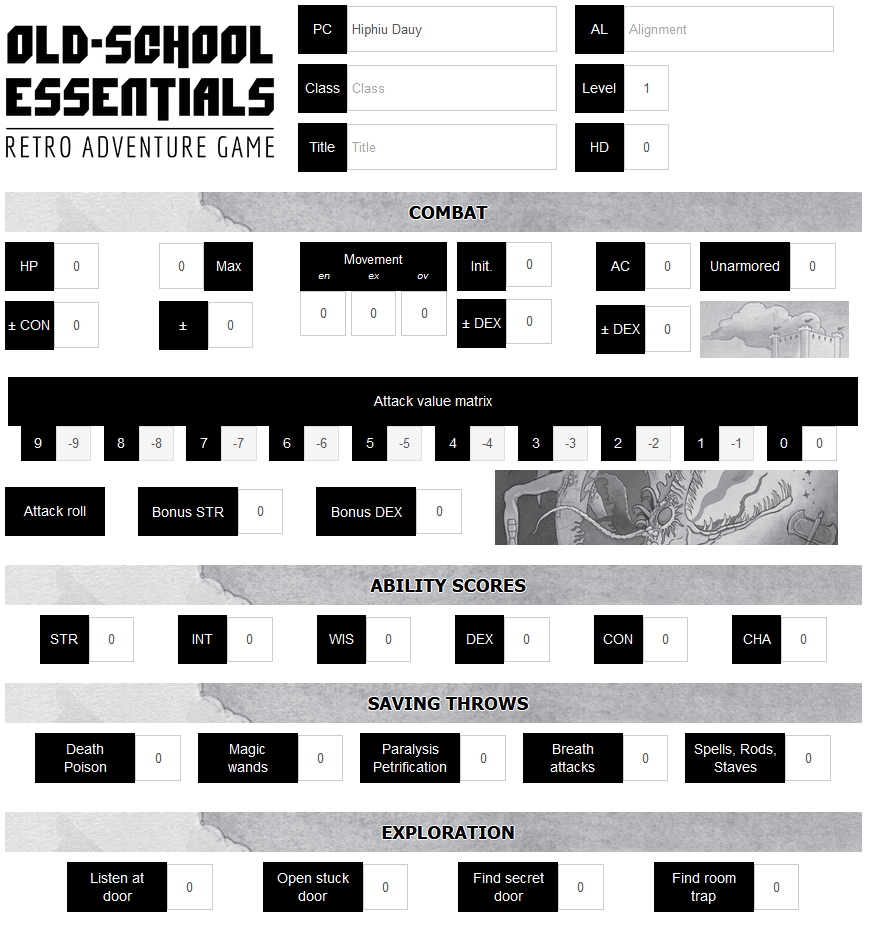 OLD-SCHOOL
ESSENTIALS
RETRO ADVENTURE GAME
PC Hiphiu Dauy AL Alignment
Class Class Level 1
Title Title HD 0
COMBAT
HP 0 0 Max Movement Init. 0 AC 0 Unarmored 0
en ex ov
± CON 0 ± 0 0 0 0 ± DEX 0 ± DEX 0
Attack value matrix
9 -9 8 -8 7 -7 6 -6 5 -5 4 -4 3 -3 2 -2 1 -1 0 0
Attack roll Bonus STR 0 Bonus DEX 0
ABILITY SCORES
STR 0 INT 0 WIS 0 DEX 0 CON 0 CHA 0
SAVING THROWS
Death Poison 0 Magic wands 0 Paralysis Petrification 0 Breath attacks 0 Spells, Rods, Staves 0
EXPLORATION
Listen at door 0 Open stuck door 0 Find secret door 0 Find room trap 0